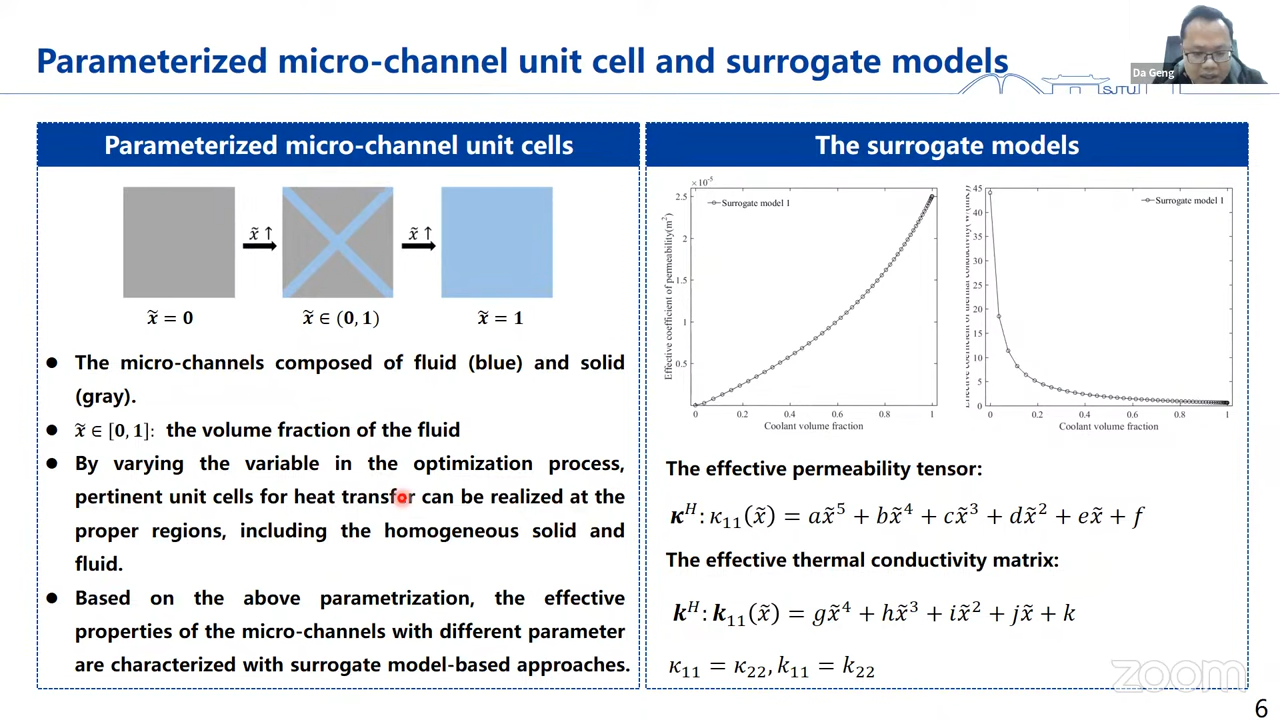 Parameterized micro-channel unit cell and surrogate models
Da Geng
SJTU
Parameterized micro-channel unit cells
x̃ ↑
x̃ ↑
x̃ = 0
x̃ ∈ (0, 1)
x̃ = 1
● The micro-channels composed of fluid (blue) and solid
(gray).
● x̃ ∈ [0, 1]: the volume fraction of the fluid
● By varying the variable in the optimization process,
pertinent unit cells for heat transfer can be realized at the
proper regions, including the homogeneous solid and
fluid.
● Based on the above parametrization, the effective
properties of the micro-channels with different parameter
are characterized with surrogate model-based approaches.
The surrogate models
×10⁻⁵
2.5
2
1.5
1
0.5
0
0.2
0.4
0.6
0.8
1
Surrogate model 1
Effective coefficient of permeability(m²)
Coolant volume fraction
45
40
35
30
25
20
15
10
5
0
0
0.2
0.4
0.6
0.8
1
Surrogate model 1
Coolant volume fraction
The effective permeability tensor:
κᴴ: κ₁₁(x̃) = ax̃⁵ + bx̃⁴ + cx̃³ + dx̃² + ex̃ + f
The effective thermal conductivity matrix:
kᴴ: k₁₁(x̃) = gx̃⁴ + hx̃³ + ix̃² + jx̃ + k
κ₁₁ = κ₂₂, k₁₁ = k₂₂
zoom
6